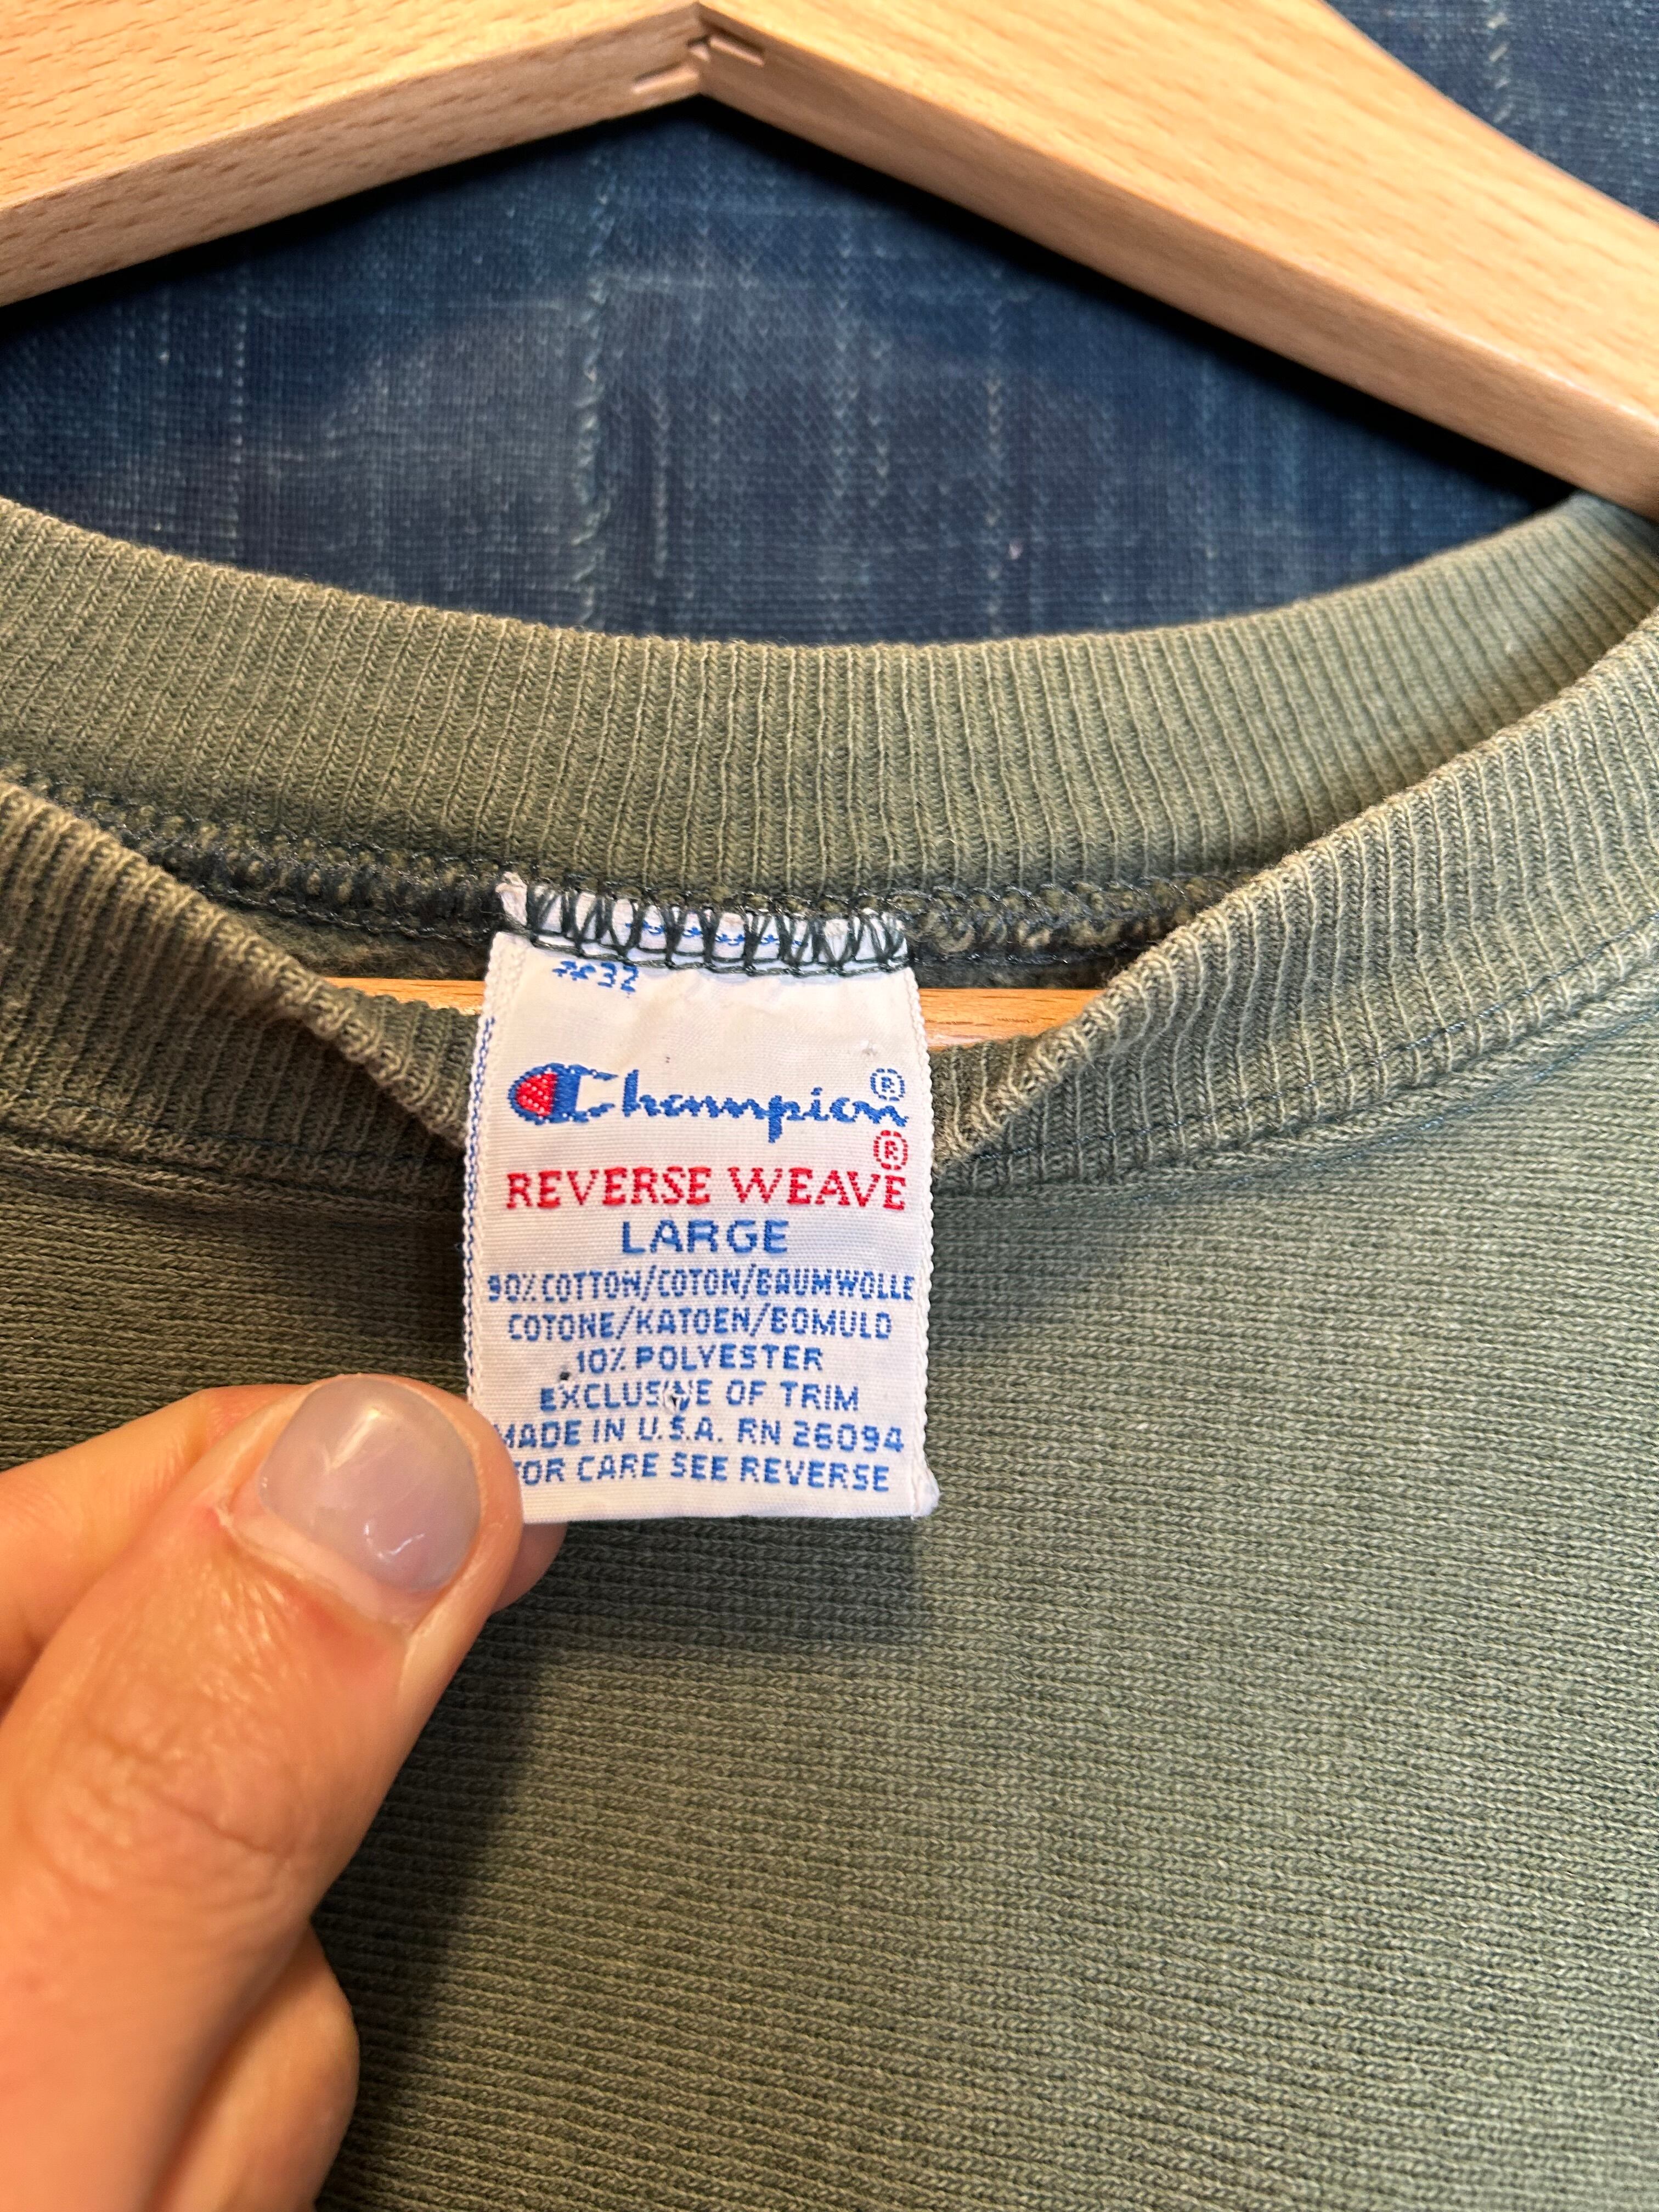 32
Champion®
®
REVERSE WEAVE
LARGE
90% COTTON/COTON/BAUMWOLLE
COTONE/KATOEN/BOMULD
10% POLYESTER
EXCLUSIVE OF TRIM
MADE IN U.S.A. RN 26094
FOR CARE SEE REVERSE